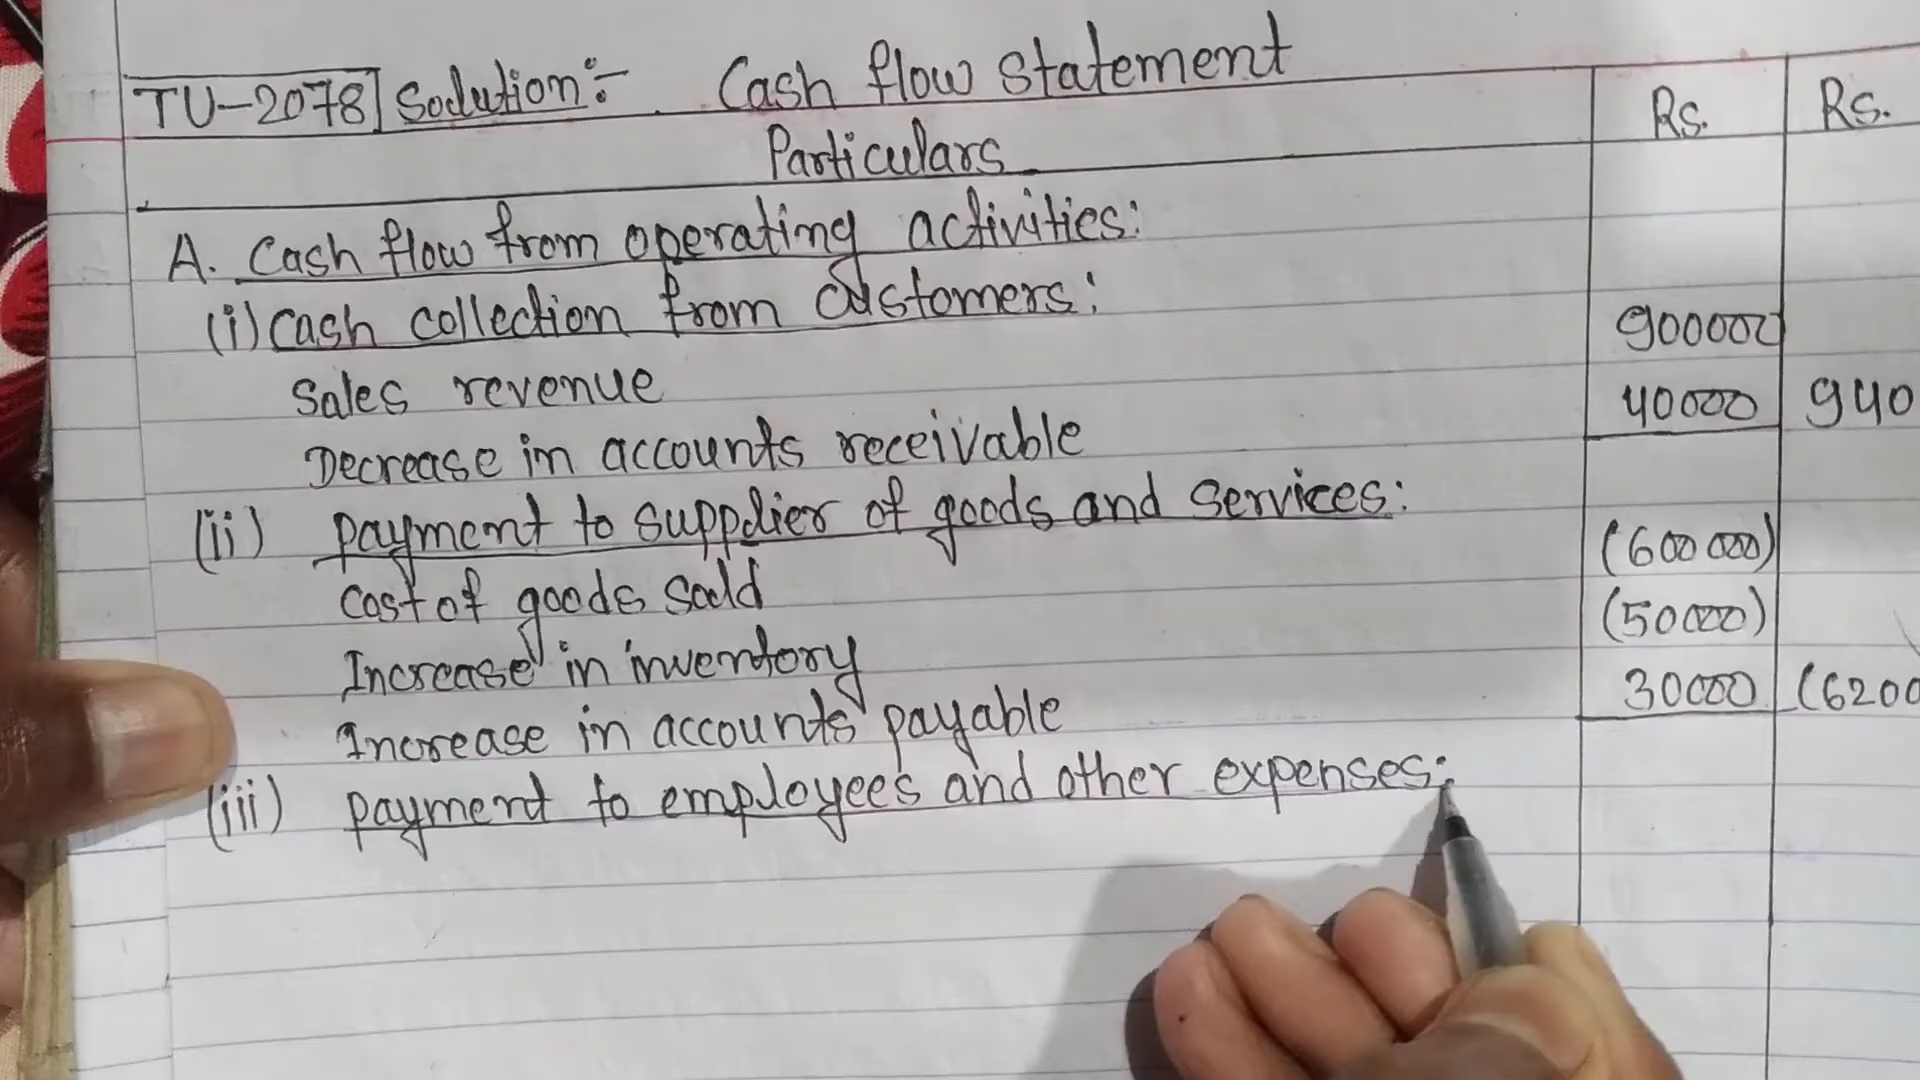 TU-2078 Solution:- Cash flow statement
Particulars Rs. Rs.
A. Cash flow from operating activities:
(i) Cash collection from customers:
Sales revenue 900000
Decrease in accounts receivable 40000 940
(ii) Payment to supplier of goods and services:
Cost of goods sold (600000)
Increase in inventory (50000)
Increase in accounts payable 30000 (6200
(iii) Payment to employees and other expenses: